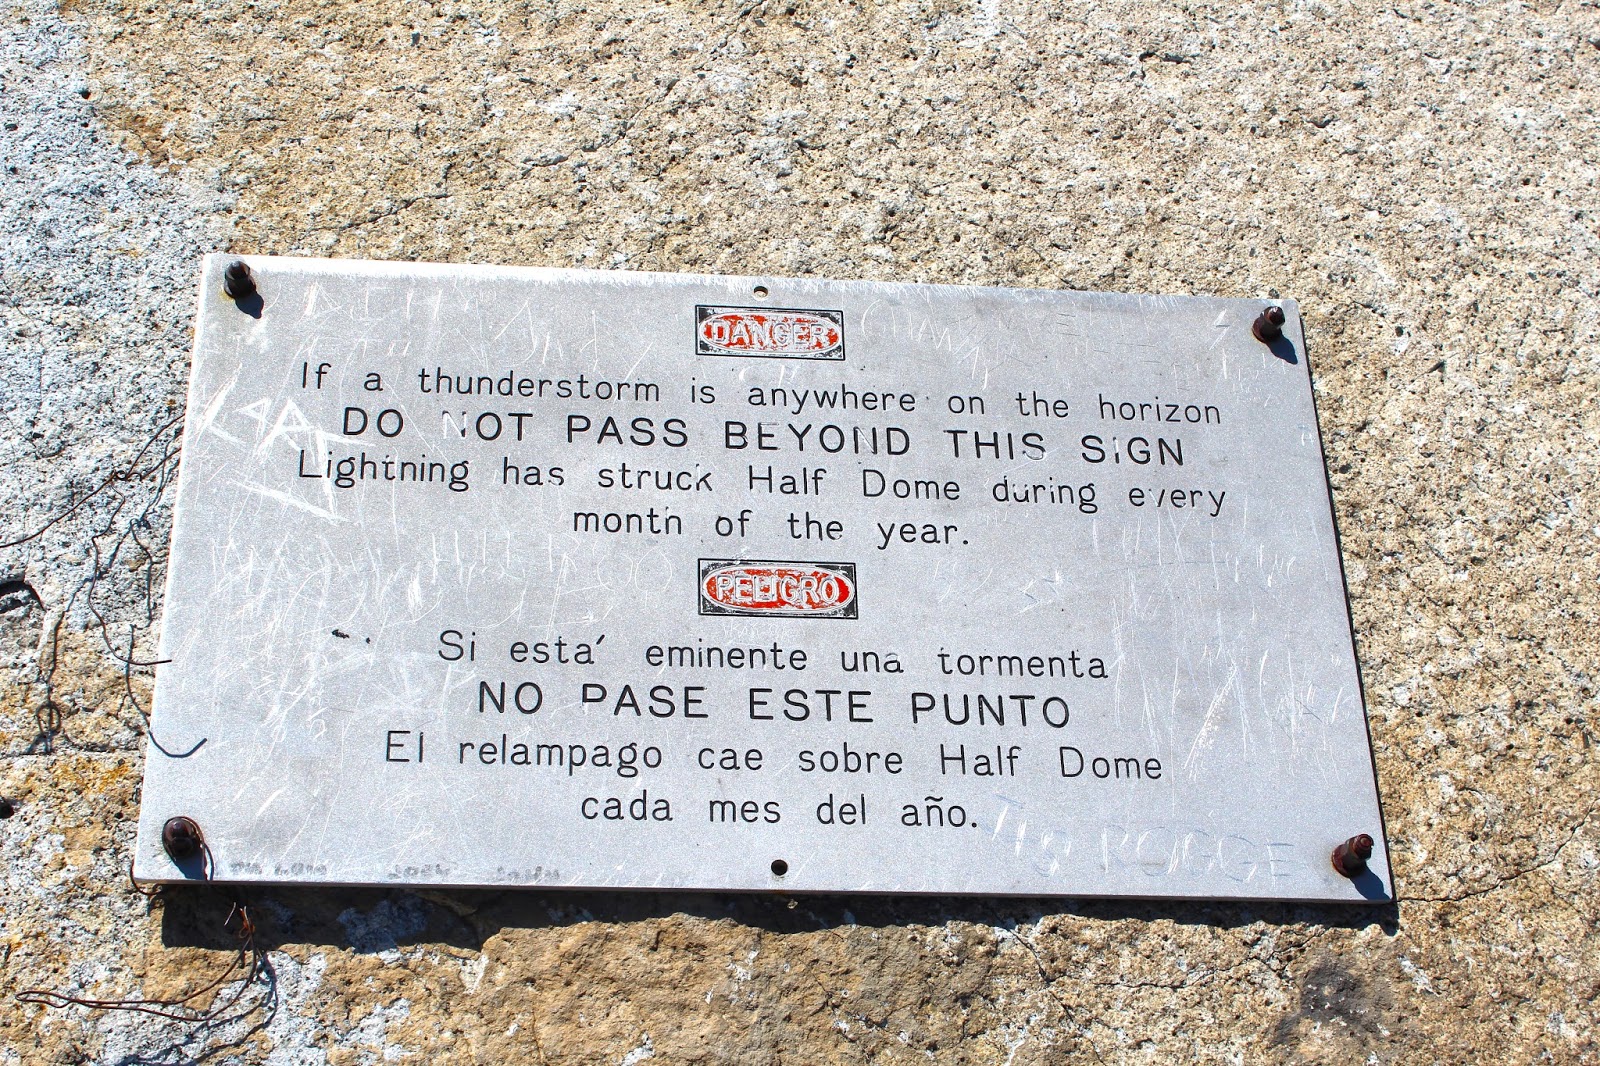 DANGER
If a thunderstorm is anywhere on the horizon
DO NOT PASS BEYOND THIS SIGN
Lightning has struck Half Dome during every
month of the year.
PELIGRO
Si está eminente una tormenta
NO PASE ESTE PUNTO
El relampago cae sobre Half Dome
cada mes del año.
ROGGE